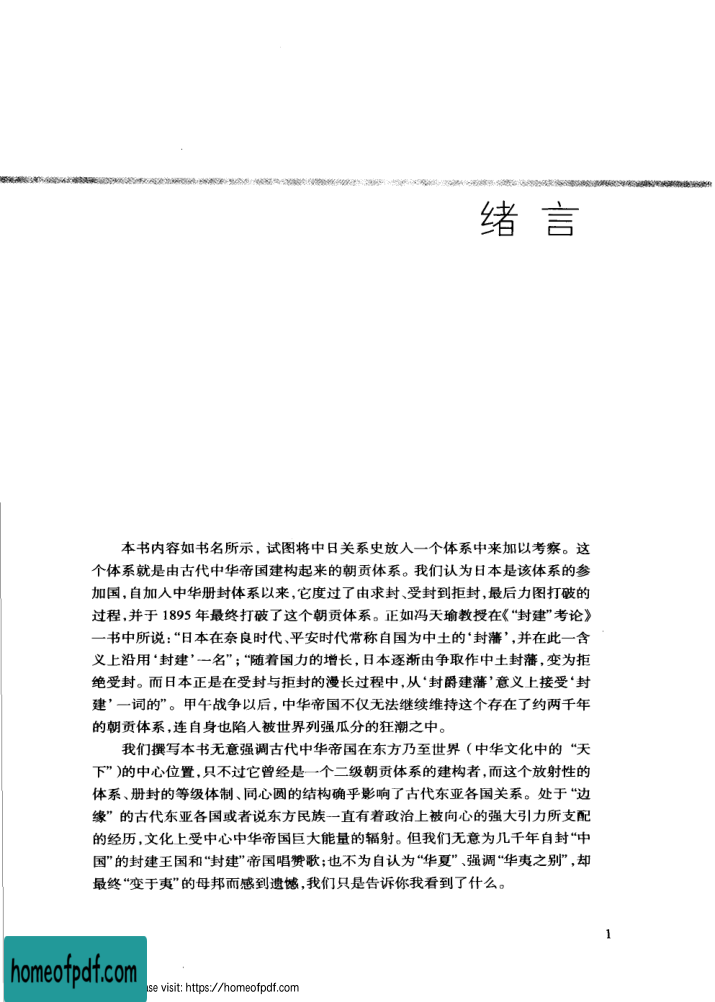 绪 言
本书内容如书名所示，试图将中日关系史放入一个体系中来加以考察。这
个体系就是由古代中华帝国建构起来的朝贡体系。我们认为日本是该体系的参
加国，自加入中华册封体系以来，它度过了由求封、受封到拒封，最后力图打破的
过程，并于 1895 年最终打破了这个朝贡体系。正如冯天瑜教授在《“封建”考论》
一书中所说：“日本在奈良时代、平安时代常称自国为中土的‘封藩’，并在此一含
义上沿用‘封建’一名”；“随着国力的增长，日本逐渐由争取作中土封藩，变为拒
绝受封。而日本正是在受封与拒封的漫长过程中，从‘封爵建藩’意义上接受‘封
建’一词的”。甲午战争以后，中华帝国不仅无法继续维持这个存在了约两千年
的朝贡体系，连自身也陷入被世界列强瓜分的狂潮之中。
我们撰写本书无意强调古代中华帝国在东方乃至世界（中华文化中的“天
下”）的中心位置，只不过它曾经是一个二级朝贡体系的建构者，而这个放射性的
体系、册封的等级体制、同心圆的结构确乎影响了古代东亚各国关系。处于“边
缘”的古代东亚各国或者说东方民族一直有着政治上被向心的强大引力所支配
的经历，文化上受中心中华帝国巨大能量的辐射。但我们无意为几千年自封“中
国”的封建王国和“封建”帝国唱赞歌；也不为自认为“华夏”、强调“华夷之别”，却
最终“变于夷”的母邦而感到遗憾，我们只是告诉你我看到了什么。
1
homeofpdf.com
se visit: https://homeofpdf.com